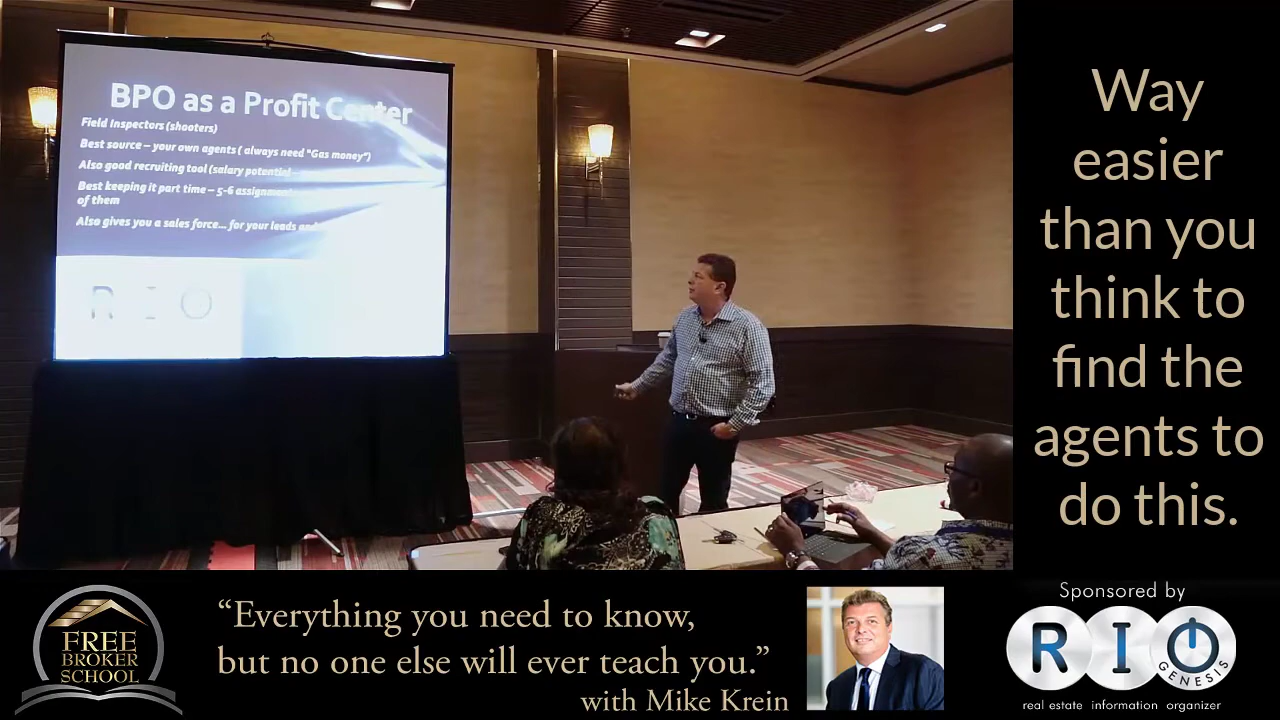 BPO as a Profit Center
Field Inspectors (shooters)
Best source – your own agents ( always need "Gas money")
Also good recruiting tool (salary potential –
Best keeping it part time – 5-6
of them
Also gives you a sales force... for your leads
R I O
Way
easier
than you
think to
find the
agents to
do this.
FREE
BROKER
SCHOOL
“Everything you need to know,
but no one else will ever teach you.”
with Mike Krein
Sponsored by
R I O
GENESIS
real estate information organizer